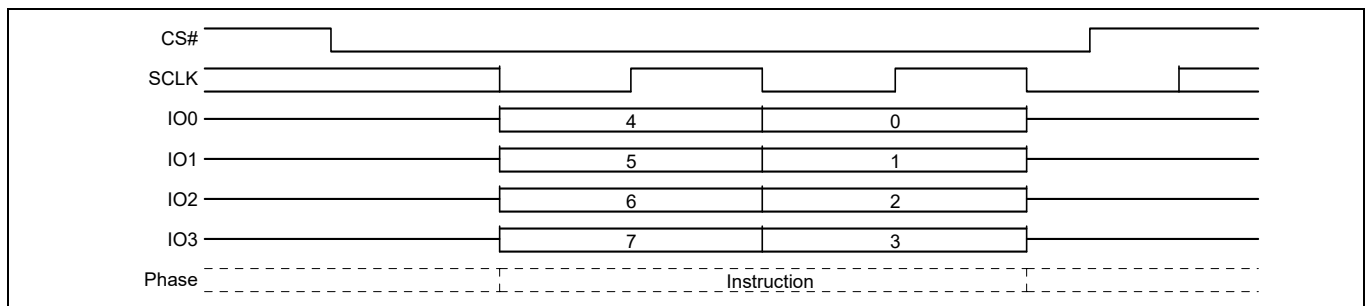 CS#
SCLK
IO0 4 0
IO1 5 1
IO2 6 2
IO3 7 3
Phase Instruction